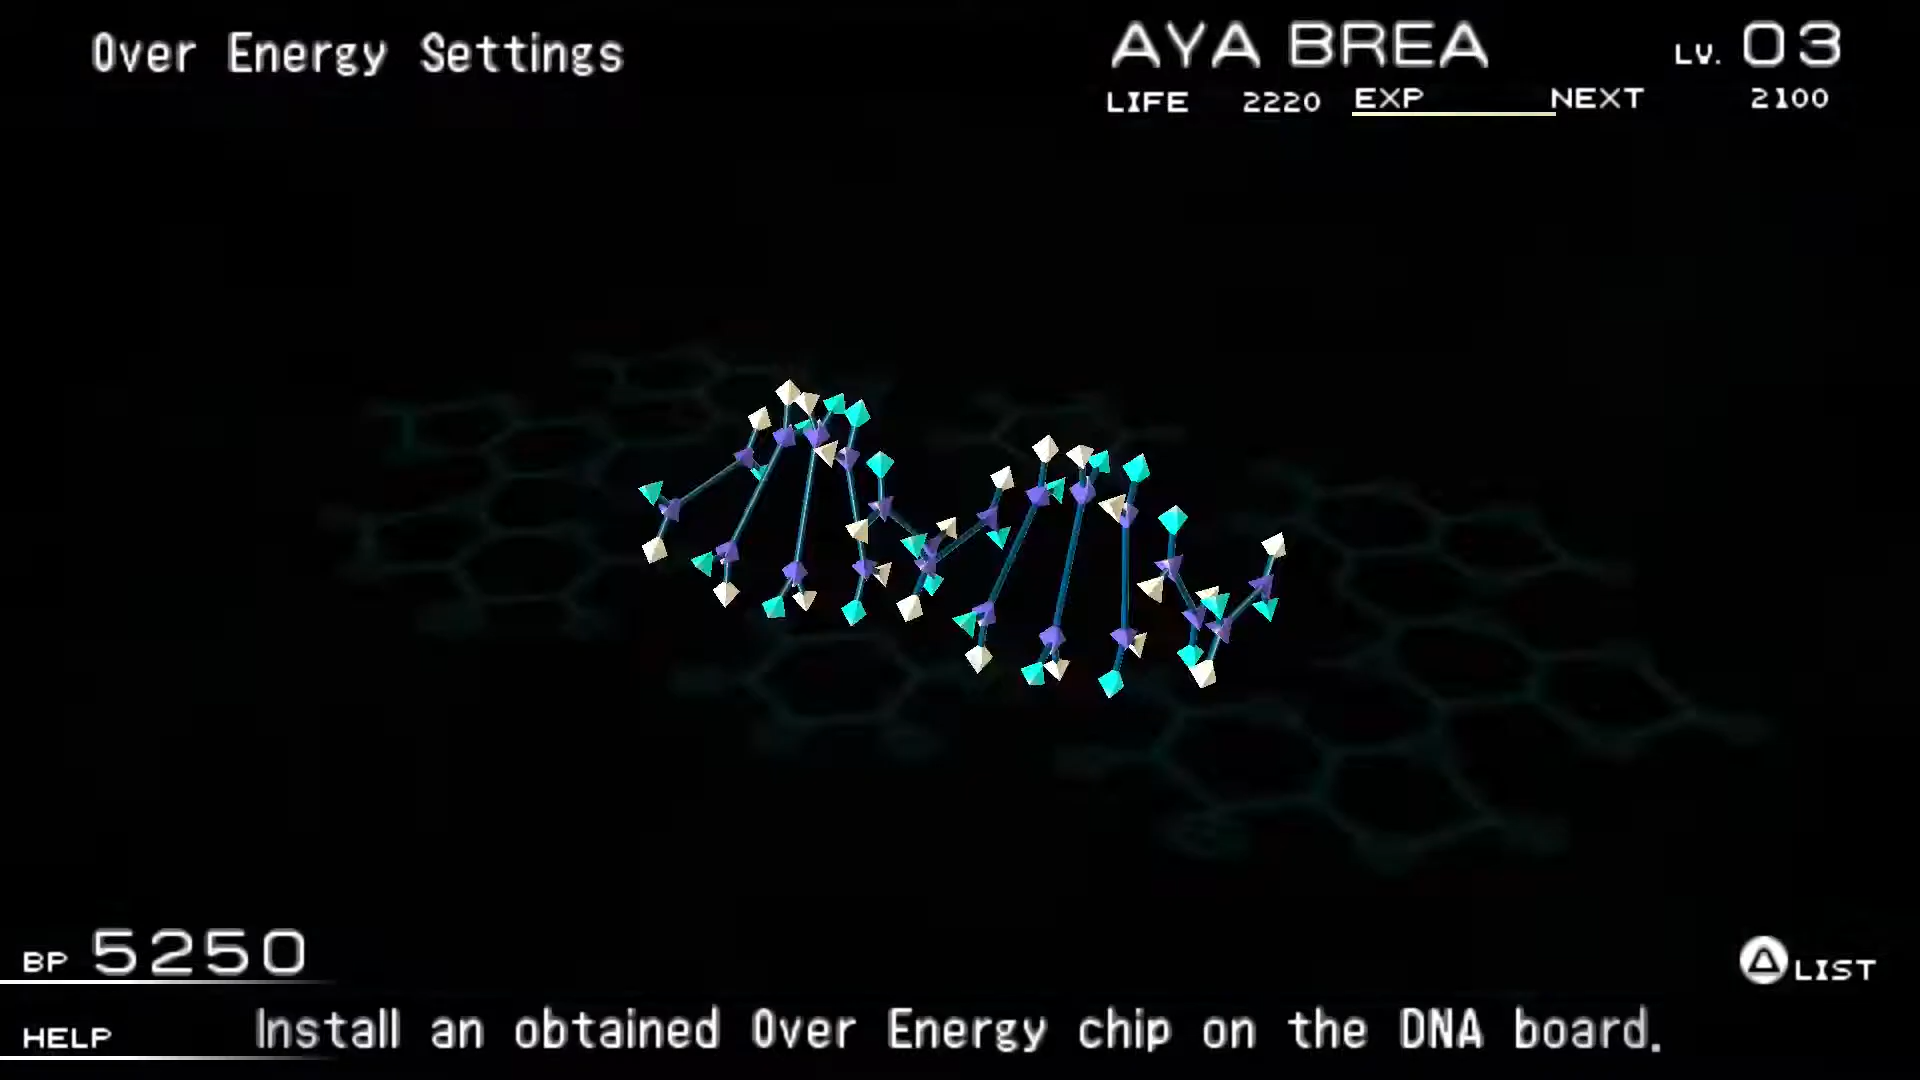 Over Energy Settings
AYA BREA LV. 03
LIFE 2220 EXP NEXT 2100
BP 5250
LIST
HELP Install an obtained Over Energy chip on the DNA board.